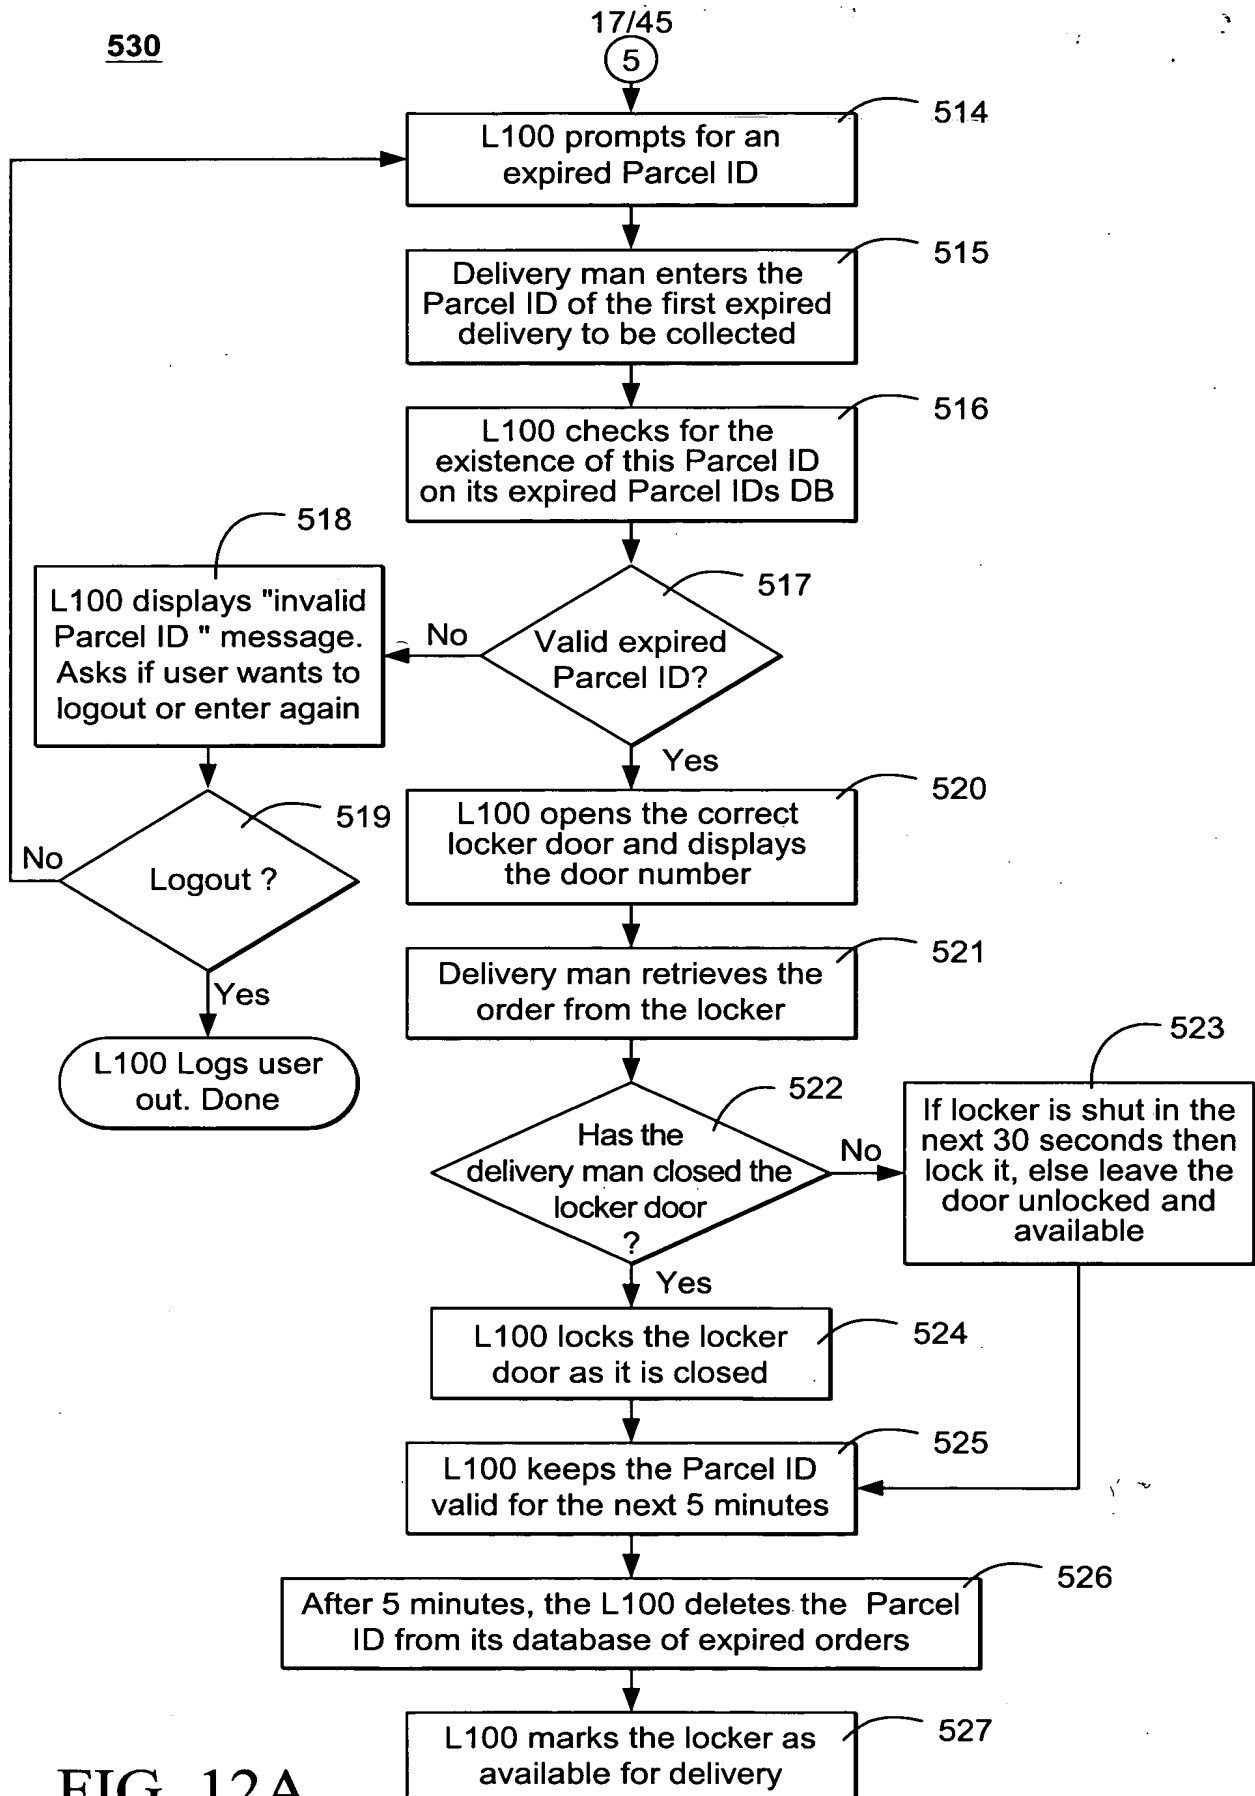 17/45
530
5
514
L100 prompts for an
expired Parcel ID
515
Delivery man enters the
Parcel ID of the first expired
delivery to be collected
516
L100 checks for the
existence of this Parcel ID
on its expired Parcel IDs DB
518
517
L100 displays "invalid
Parcel ID " message.
Asks if user wants to
logout or enter again
No
Valid expired
Parcel ID?
Yes
520
L100 opens the correct
locker door and displays
the door number
519
No
Logout ?
Yes
521
Delivery man retrieves the
order from the locker
L100 Logs user
out. Done
523
522
Has the
delivery man closed the
locker door
?
No
If locker is shut in the
next 30 seconds then
lock it, else leave the
door unlocked and
available
Yes
524
L100 locks the locker
door as it is closed
525
L100 keeps the Parcel ID
valid for the next 5 minutes
526
After 5 minutes, the L100 deletes the Parcel
ID from its database of expired orders
527
L100 marks the locker as
available for delivery
FIG. 12A